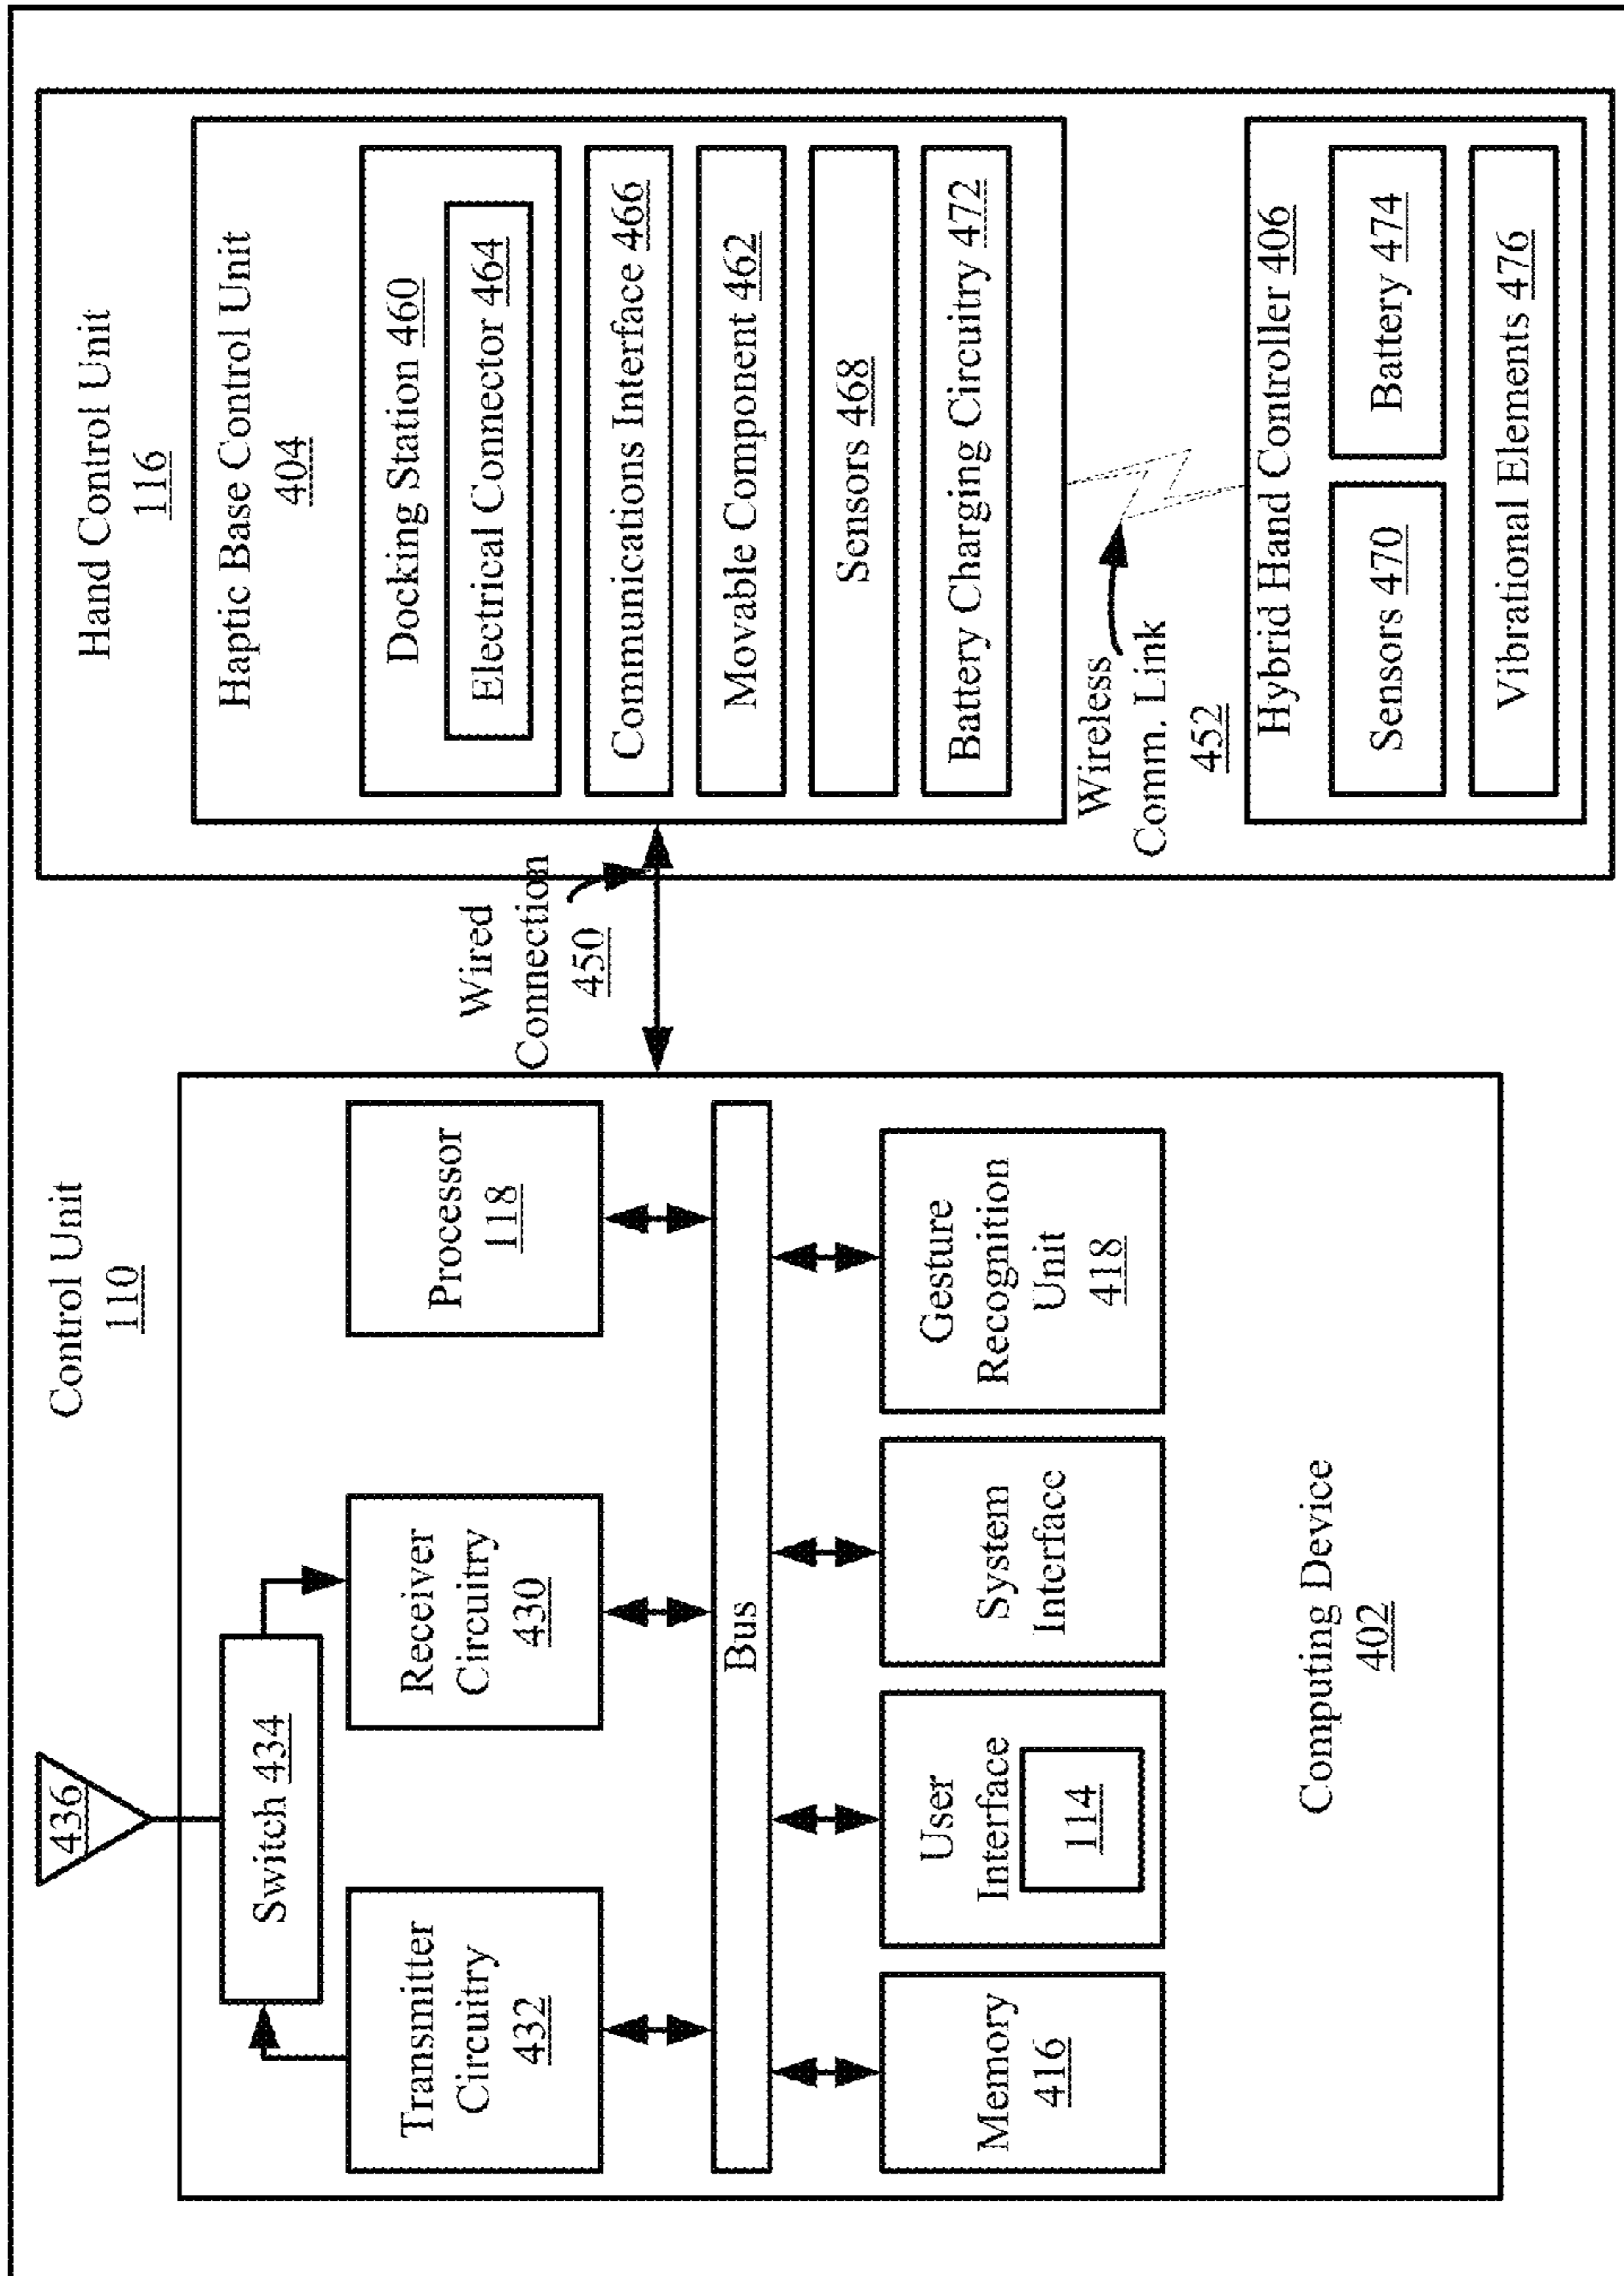 Control Unit
110
436
Switch 434
Transmitter
Circuitry
432
Receiver
Circuitry
430
Processor
118
Bus
Memory
416
User
Interface
114
System
Interface
Gesture
Recognition
Unit
418
Computing Device
402
Wired
Connection
450
Hand Control Unit
116
Haptic Base Control Unit
404
Docking Station 460
Electrical Connector 464
Communications Interface 466
Movable Component 462
Sensors 468
Battery Charging Circuitry 472
Wireless
Comm. Link
452
Hybrid Hand Controller 406
Sensors 470
Battery 474
Vibrational Elements 476